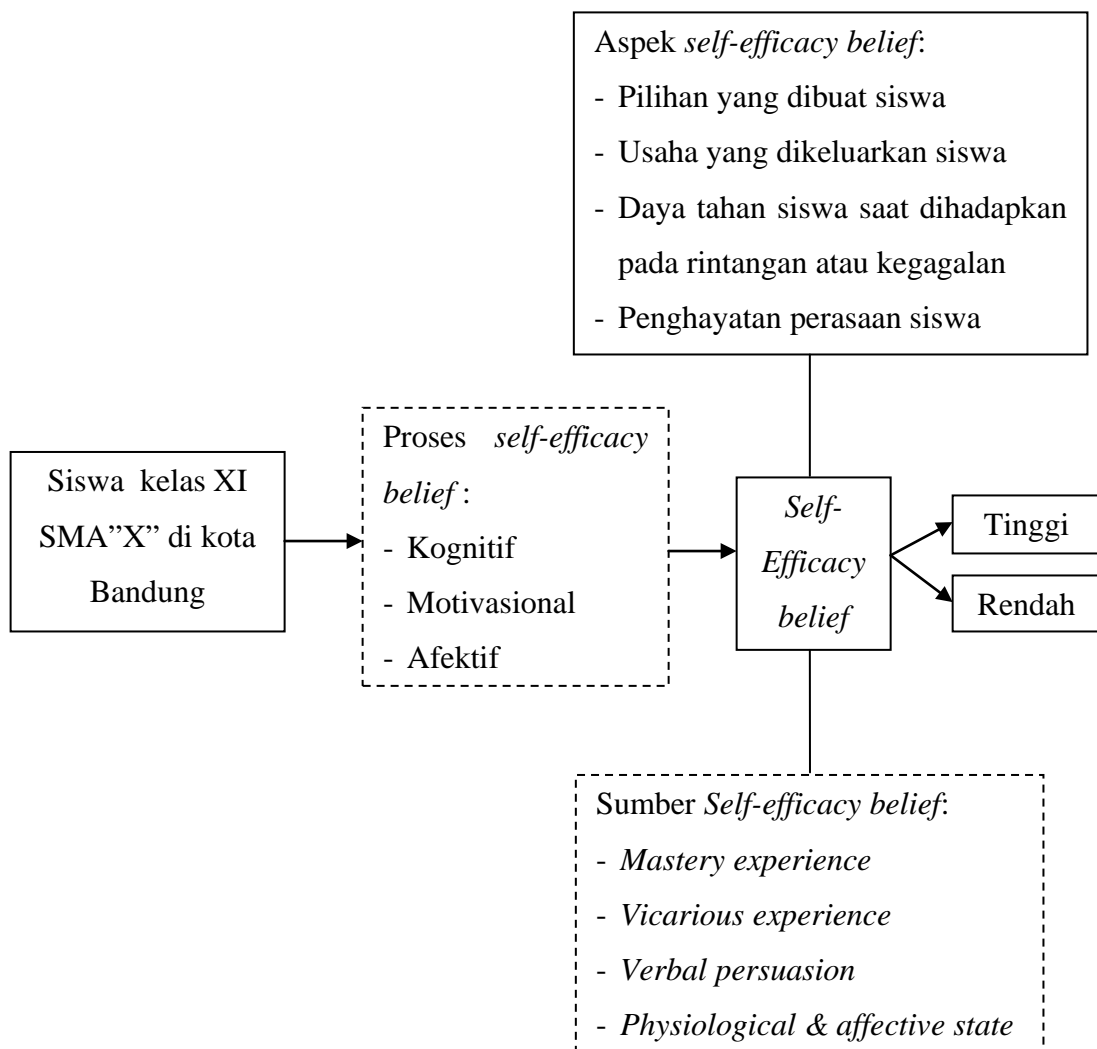 Aspek self-efficacy belief:
- Pilihan yang dibuat siswa
- Usaha yang dikeluarkan siswa
- Daya tahan siswa saat dihadapkan
pada rintangan atau kegagalan
- Penghayatan perasaan siswa
Siswa kelas XI
SMA”X” di kota
Bandung
Proses self-efficacy
belief :
- Kognitif
- Motivasional
- Afektif
Self-
Efficacy
belief
Tinggi
Rendah
Sumber Self-efficacy belief:
- Mastery experience
- Vicarious experience
- Verbal persuasion
- Physiological & affective state